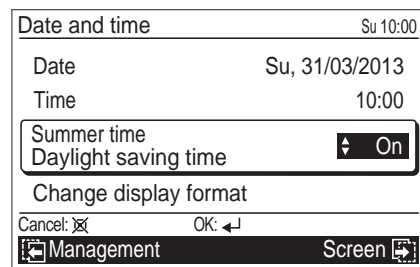 Date and time Su 10:00
Date Su, 31/03/2013
Time 10:00
Summer time
Daylight saving time On
Change display format
Cancel: OK:
Management Screen